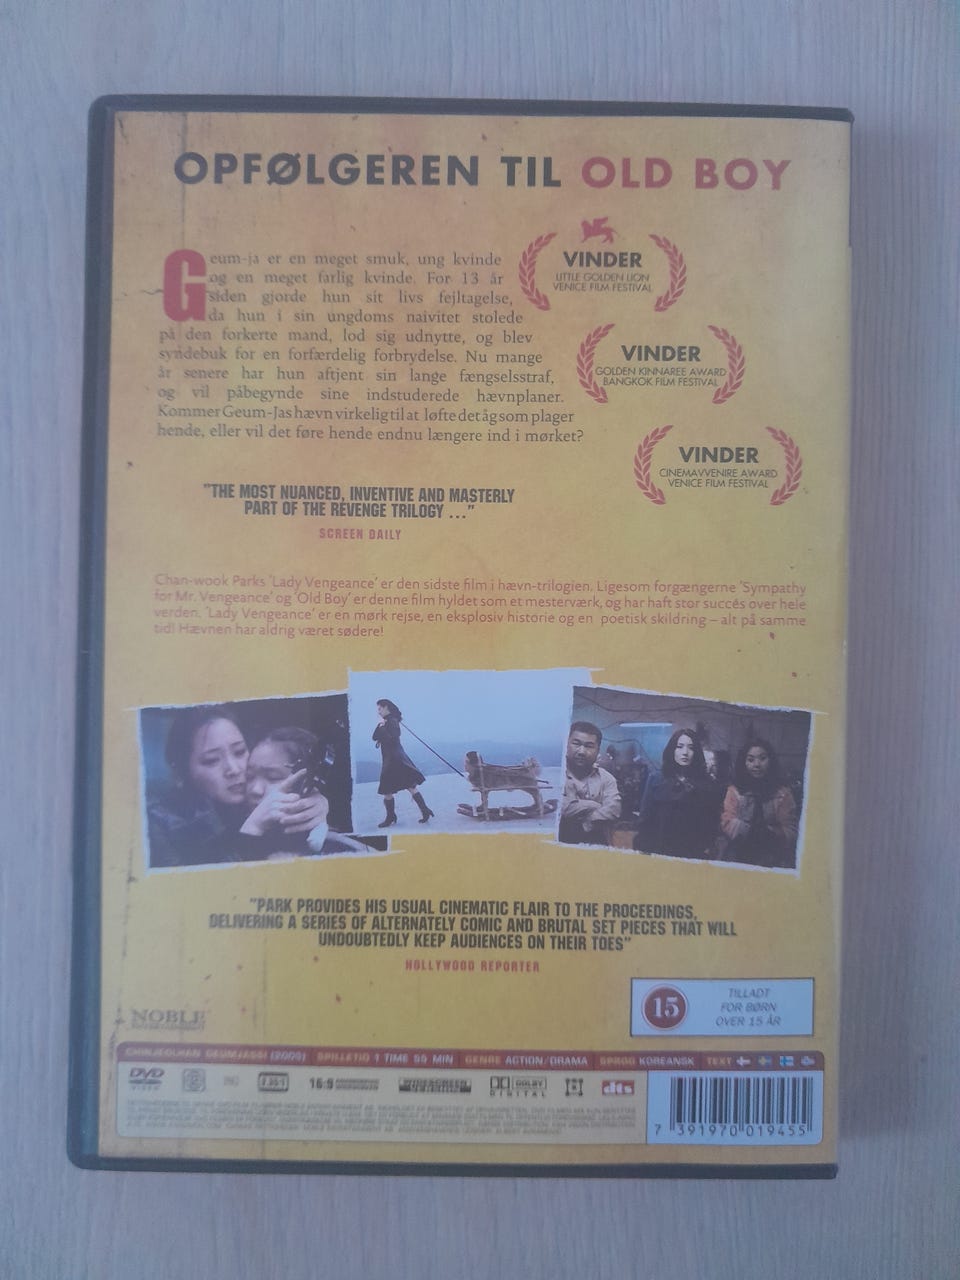 OPFØLGEREN TIL OLD BOY
Geum-ja er en meget smuk, ung kvinde
og en meget farlig kvinde. For 13 år
siden gjorde hun sit livs fejltagelse,
da hun i sin ungdoms naivitet stolede
på den forkerte mand, lod sig udnytte, og blev
syndebuk for en forfærdelig forbrydelse. Nu mange
år senere har hun aftjent sin lange fængselsstraf,
og vil påbegynde sine indstuderede hævnplaner.
Kommer Geum-Jas hævn virkelig til at løfte det åg som plager
hende, eller vil det føre hende endnu længere ind i mørket?
VINDER
LITTLE GOLDEN LION
VENICE FILM FESTIVAL
VINDER
GOLDEN KINNAREE AWARD
BANGKOK FILM FESTIVAL
VINDER
CINEMAVVENIRE AWARD
VENICE FILM FESTIVAL
"THE MOST NUANCED, INVENTIVE AND MASTERLY
PART OF THE REVENGE TRILOGY ..."
SCREEN DAILY
Chan-wook Parks 'Lady Vengeance' er den sidste film i hævn-trilogien. Ligesom forgængerne 'Sympathy
for Mr. Vengeance' og 'Old Boy' er denne film hyldet som et mesterværk, og har haft stor succés over hele
verden. 'Lady Vengeance' er en mørk rejse, en eksplosiv historie og en poetisk skildring – alt på samme
tid! Hævnen har aldrig været sødere!
"PARK PROVIDES HIS USUAL CINEMATIC FLAIR TO THE PROCEEDINGS,
DELIVERING A SERIES OF ALTERNATELY COMIC AND BRUTAL SET PIECES THAT WILL
UNDOUBTEDLY KEEP AUDIENCES ON THEIR TOES"
HOLLYWOOD REPORTER
15
TILLADT
FOR BØRN
OVER 15 ÅR
NOBLE
ENTERTAINMENT
CHINJEOLHAN GEUMJASSI (2005) SPILLETID 1 TIME 55 MIN GENRE ACTION/DRAMA SPROG KOREANSK TEXT
DVD VIDEO 2.35:1 16:9 WIDESCREEN DOLBY DIGITAL dts
7 391970 019455